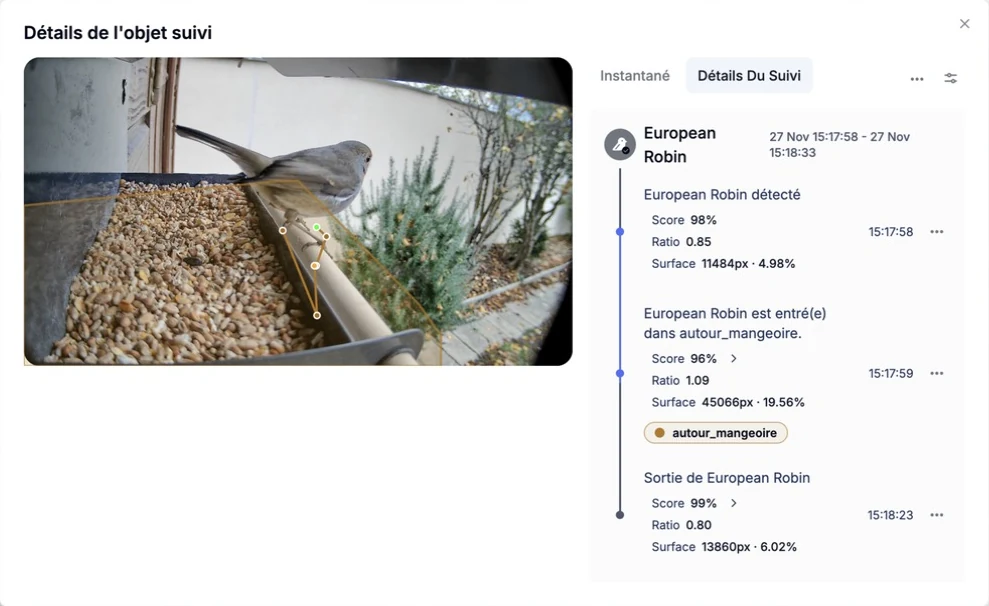 Détails de l'objet suivi
Instantané
Détails Du Suivi
European
Robin
27 Nov 15:17:58 - 27 Nov
15:18:33
European Robin détecté
Score 98%
Ratio 0.85
Surface 11484px · 4.98%
15:17:58
European Robin est entré(e)
dans autour_mangeoire.
Score 96%
Ratio 1.09
Surface 45066px · 19.56%
15:17:59
autour_mangeoire
Sortie de European Robin
Score 99%
Ratio 0.80
Surface 13860px · 6.02%
15:18:23